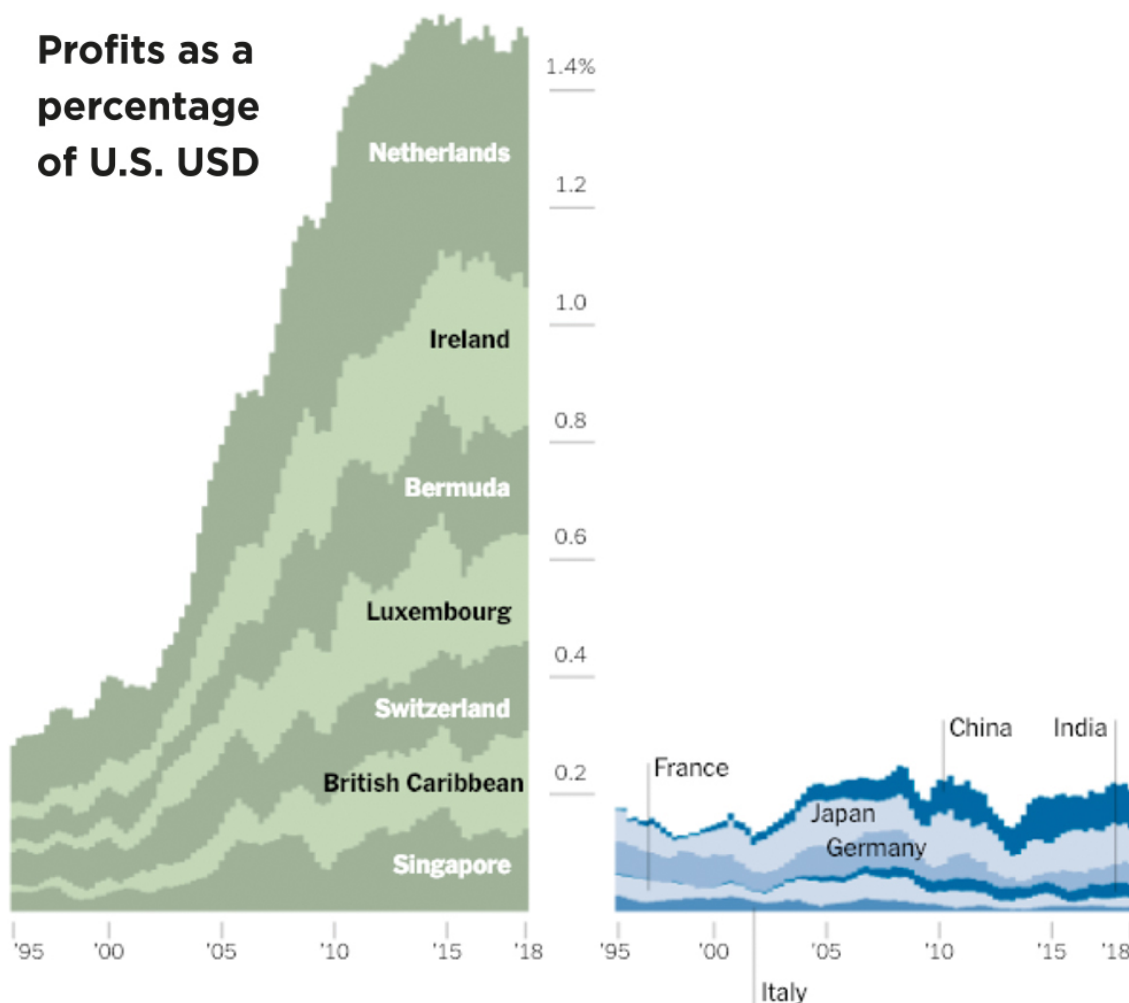 Profits as a
percentage
of U.S. USD
1.4%
1.2
1.0
0.8
0.6
0.4
0.2
Netherlands
Ireland
Bermuda
Luxembourg
Switzerland
British Caribbean
Singapore
'95 '00 '05 '10 '15 '18
China India
France
Japan
Germany
'95 '00 '05 '10 '15 '18
Italy